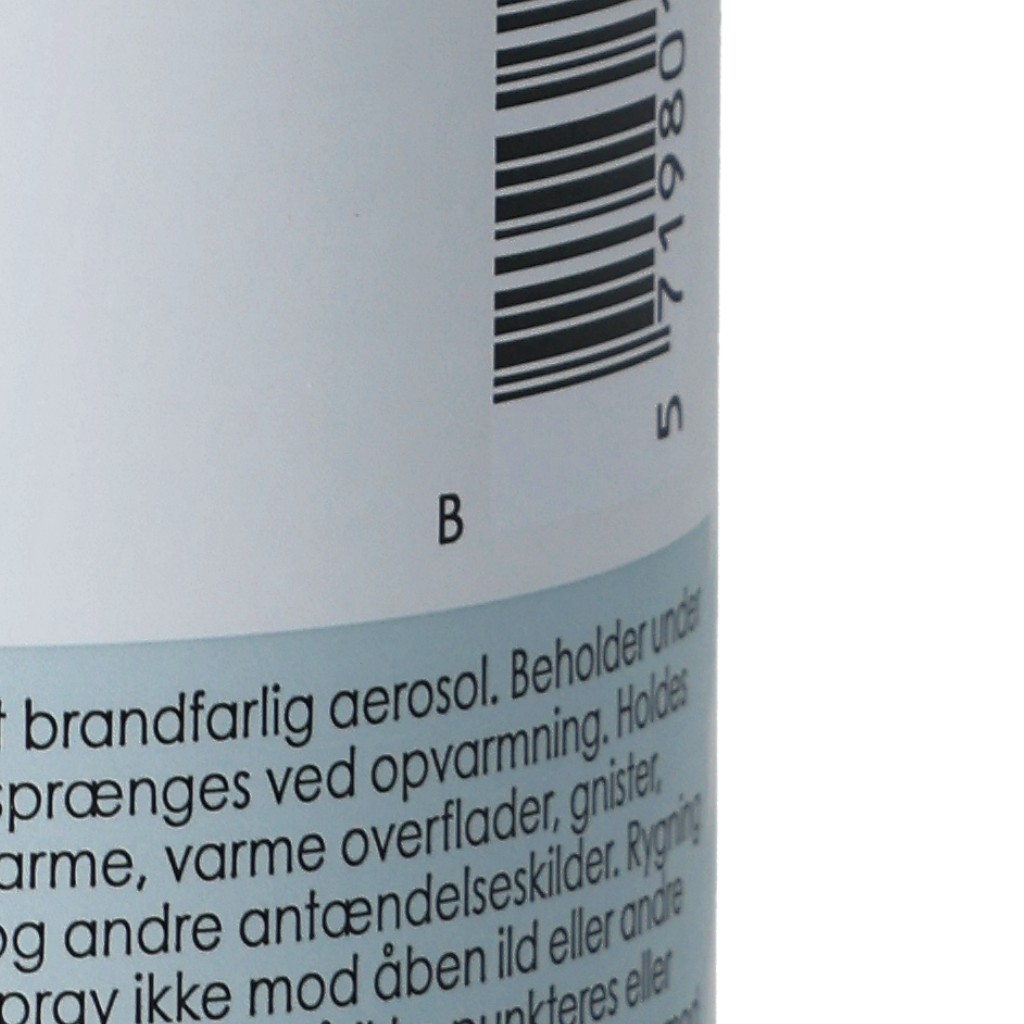 5 71980
B
brandfarlig aerosol. Beholder under
sprænges ved opvarmning. Holdes
varme, varme overflader, gnister,
og andre antændelseskilder. Rygning
spray ikke mod åben ild eller andre
punkteres eller